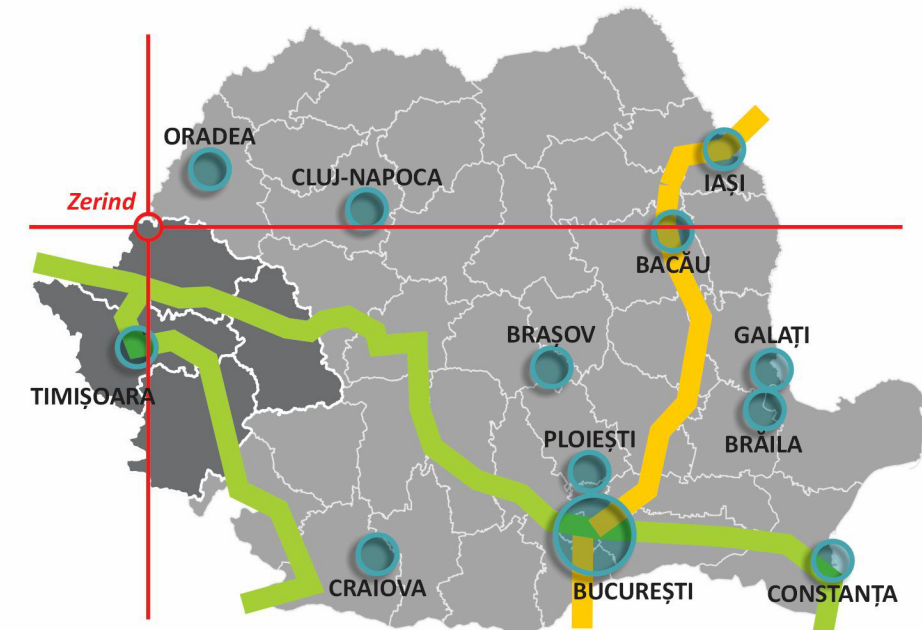 ORADEA
CLUJ-NAPOCA
IAȘI
Zerind
BACĂU
BRAȘOV
GALAȚI
TIMIȘOARA
PLOIEȘTI
BRĂILA
CRAIOVA
BUCUREȘTI
CONSTANȚA